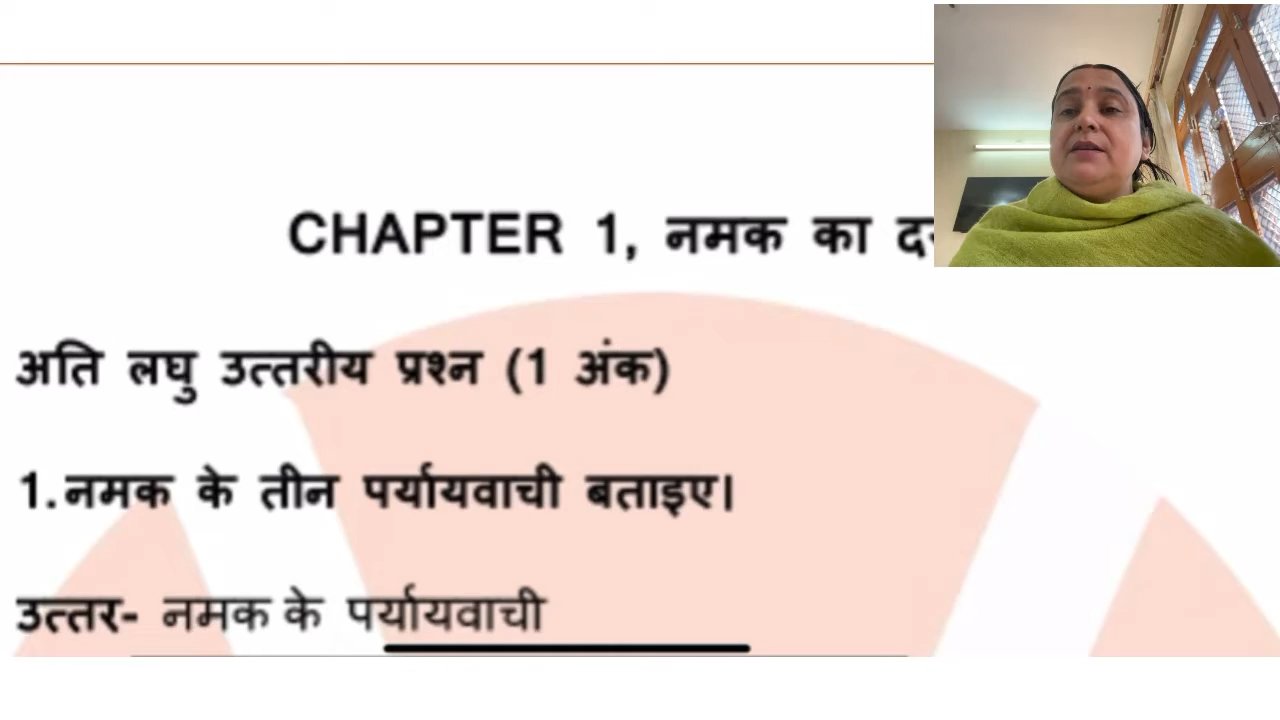 CHAPTER 1, नमक का
अति लघु उत्तरीय प्रश्न (1 अंक)
1.नमक के तीन पर्यायवाची बताइए।
उत्तर- नमक के पर्यायवाची